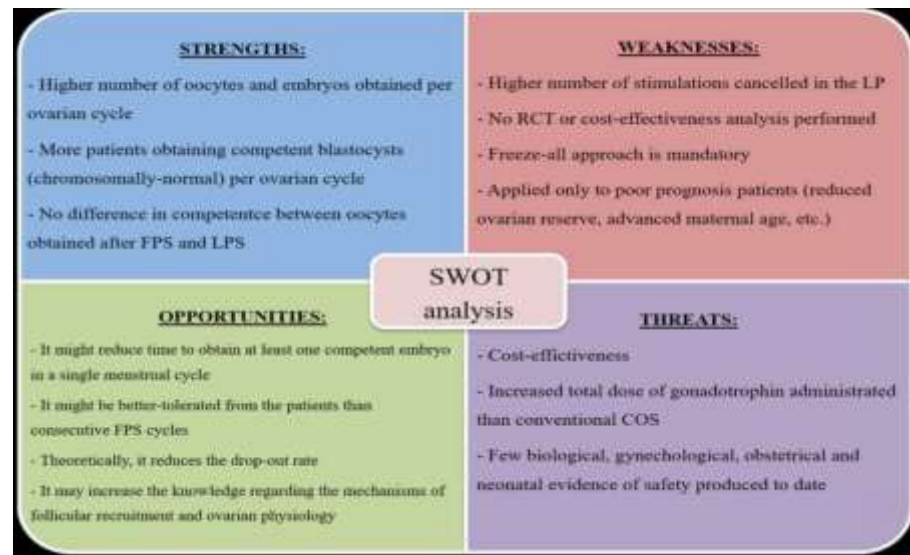 STRENGTHS:
- Higher number of oocytes and embryos obtained per
ovarian cycle
- More patients obtaining competent blastocysts
(chromosomally-normal) per ovarian cycle
- No difference in competentce between oocytes
obtained after FPS and LPS
WEAKNESSES:
- Higher number of stimulations cancelled in the LP
- No RCT or cost-effectiveness analysis performed
- Freeze-all approach is mandatory
- Applied only to poor prognosis patients (reduced
ovarian reserve, advanced maternal age, etc.)
SWOT
analysis
OPPORTUNITIES:
- It might reduce time to obtain at least one competent embryo
in a single menstrual cycle
- It might be better-tolerated from the patients than
consecutive FPS cycles
- Theoretically, it reduces the drop-out rate
- It may increase the knowledge regarding the mechanisms of
follicular recruitment and ovarian physiology
THREATS:
- Cost-effictiveness
- Increased total dose of gonadotrophin administrated
than conventional COS
- Few biological, gynechological, obstetrical and
neonatal evidence of safety produced to date